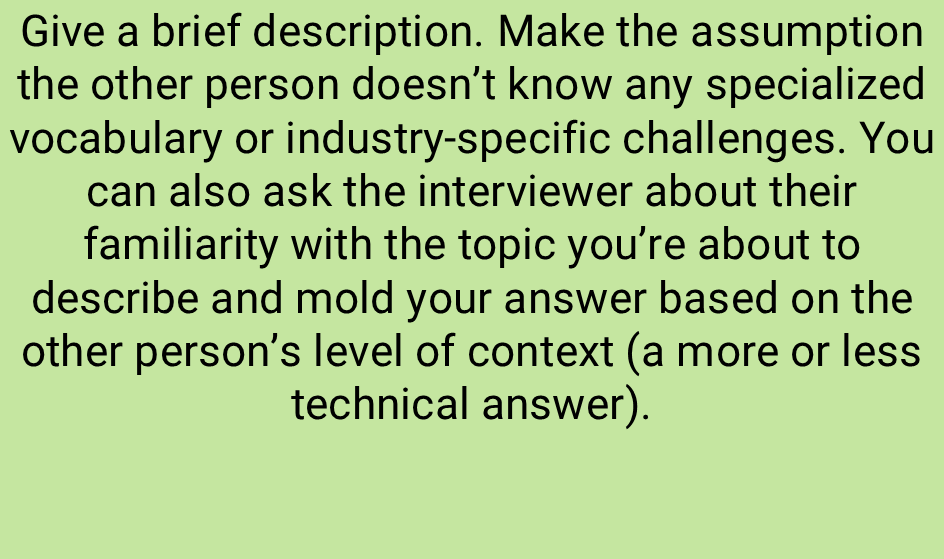 Give a brief description. Make the assumption
the other person doesn’t know any specialized
vocabulary or industry-specific challenges. You
can also ask the interviewer about their
familiarity with the topic you’re about to
describe and mold your answer based on the
other person’s level of context (a more or less
technical answer).